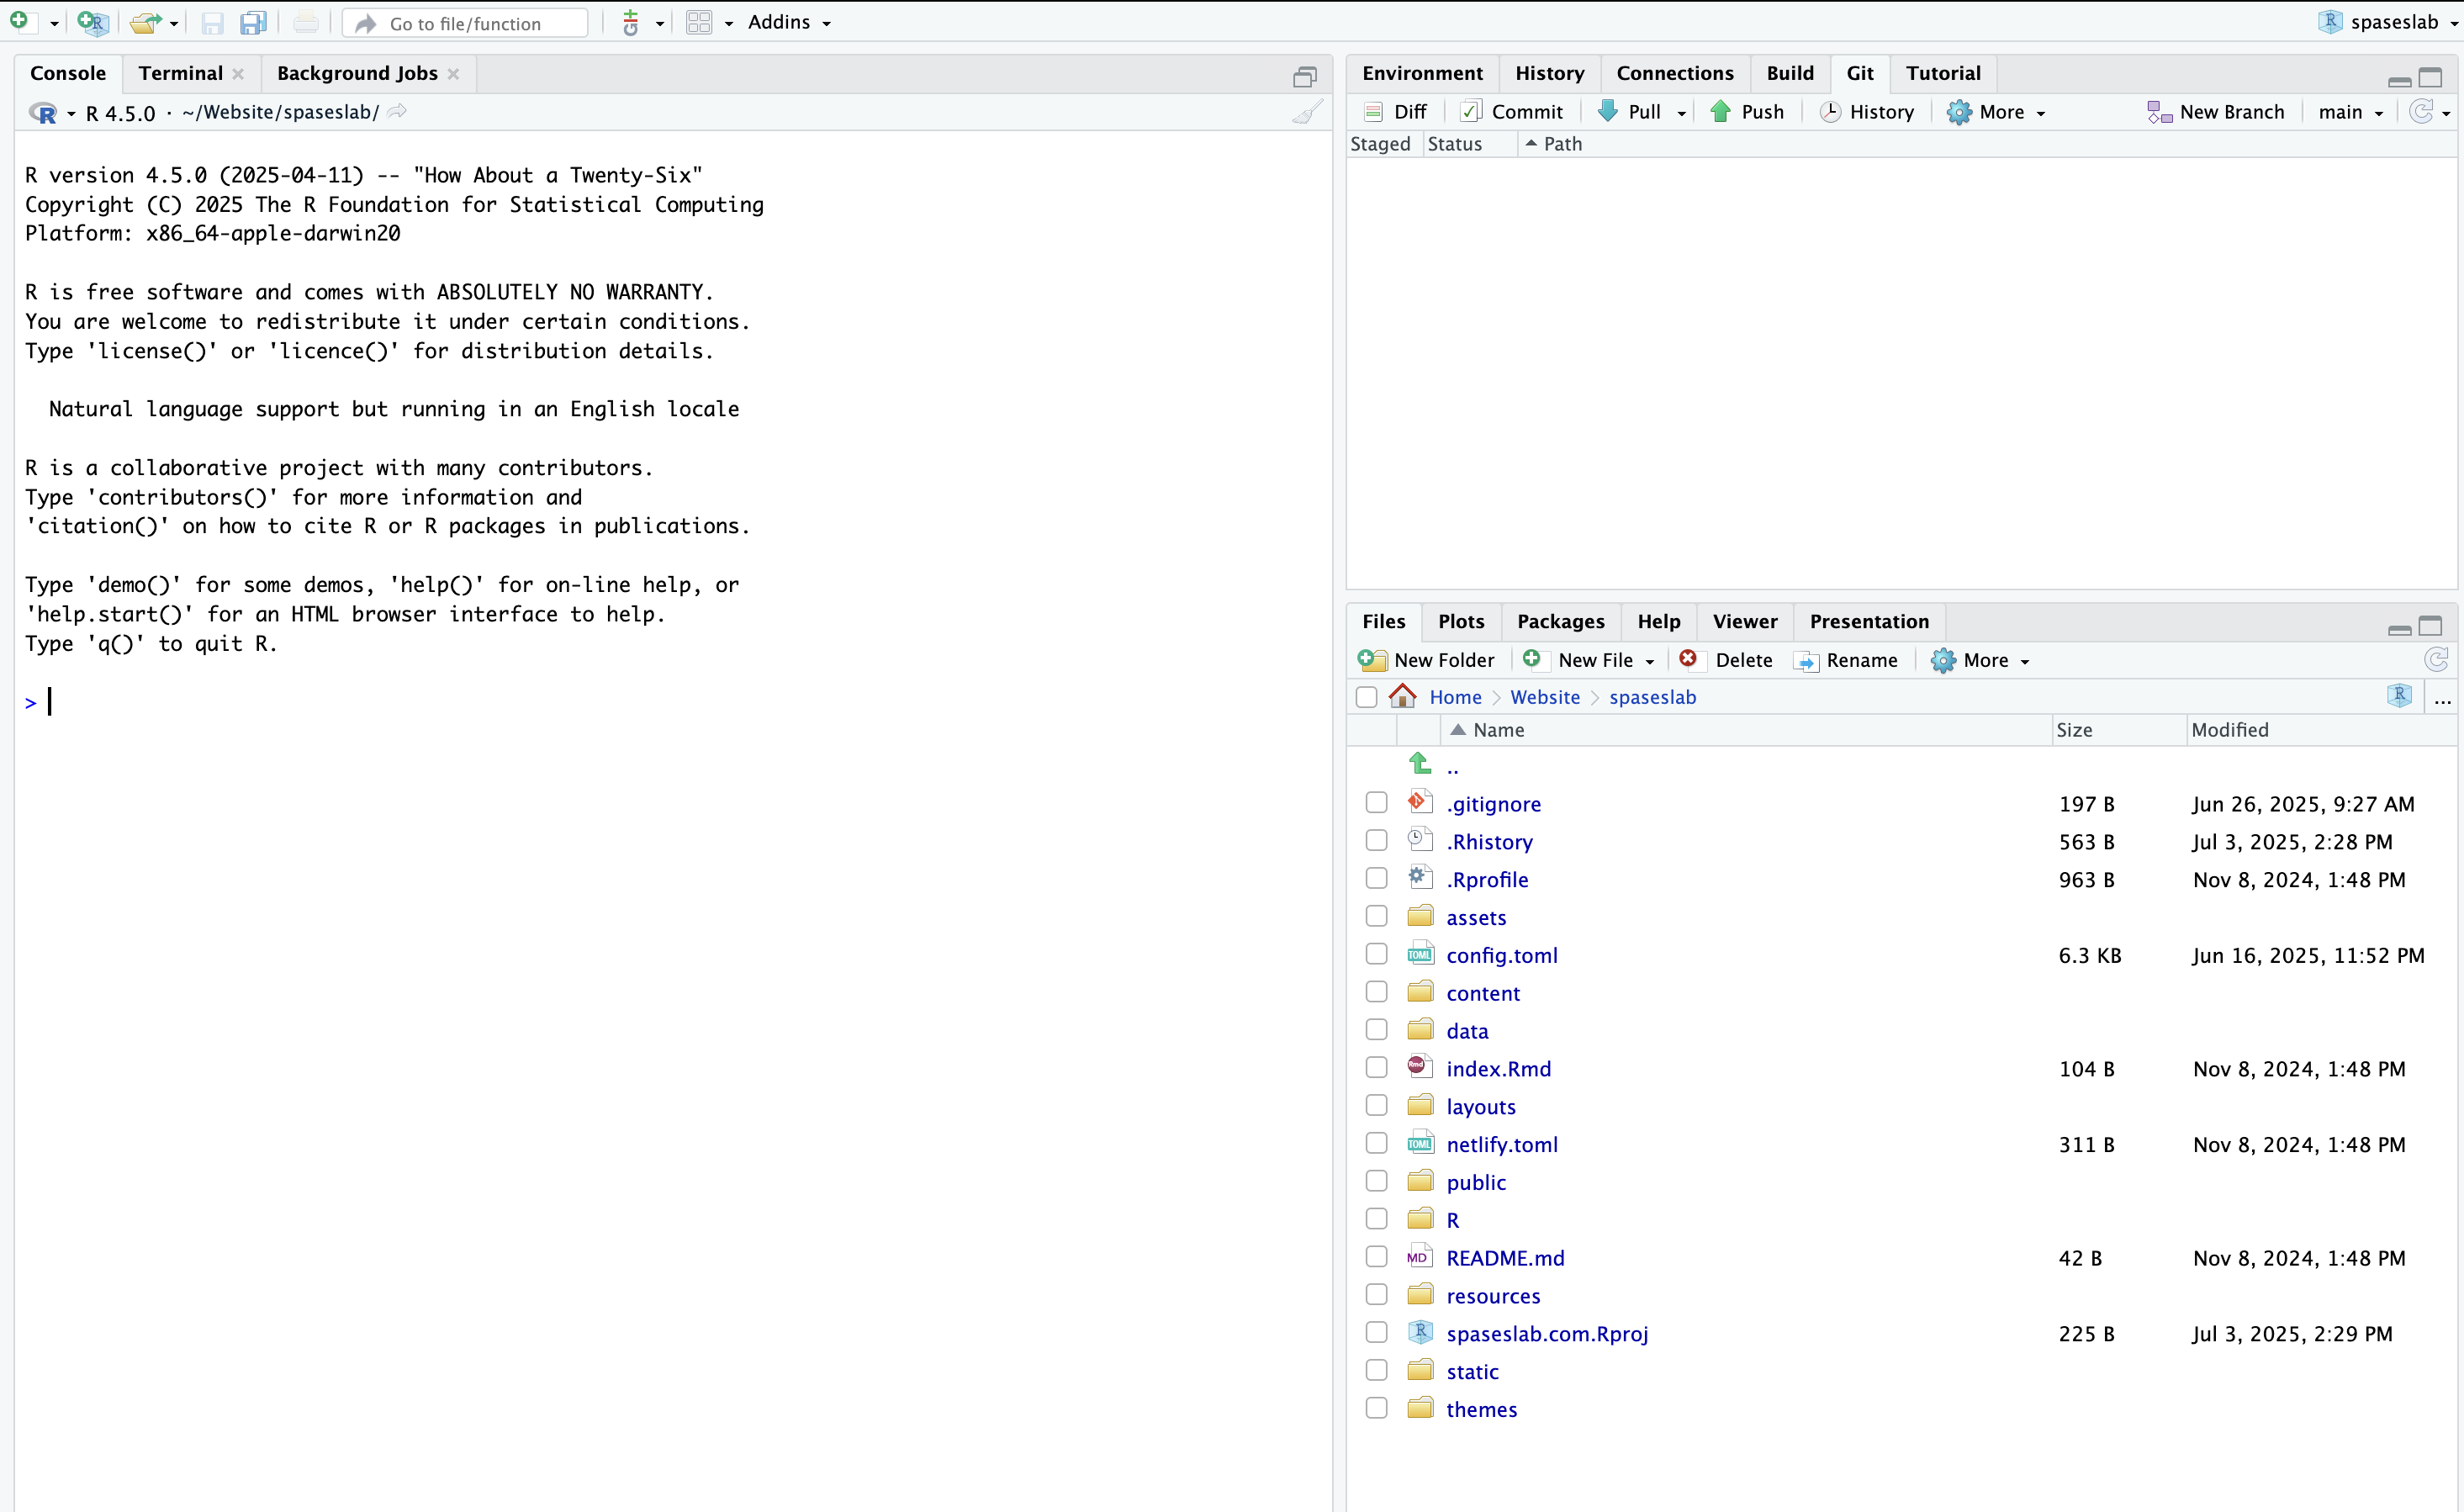 Go to file/function
Addins
spaseslab
Console Terminal Background Jobs
R 4.5.0 · ~/Website/spaseslab/
R version 4.5.0 (2025-04-11) -- "How About a Twenty-Six"
Copyright (C) 2025 The R Foundation for Statistical Computing
Platform: x86_64-apple-darwin20
R is free software and comes with ABSOLUTELY NO WARRANTY.
You are welcome to redistribute it under certain conditions.
Type 'license()' or 'licence()' for distribution details.
Natural language support but running in an English locale
R is a collaborative project with many contributors.
Type 'contributors()' for more information and
'citation()' on how to cite R or R packages in publications.
Type 'demo()' for some demos, 'help()' for on-line help, or
'help.start()' for an HTML browser interface to help.
Type 'q()' to quit R.
>
Environment History Connections Build Git Tutorial
Diff Commit Pull Push History More New Branch main
Staged Status Path
Files Plots Packages Help Viewer Presentation
New Folder New File Delete Rename More
Home Website spaseslab ...
Name Size Modified
..
.gitignore 197 B Jun 26, 2025, 9:27 AM
.Rhistory 563 B Jul 3, 2025, 2:28 PM
.Rprofile 963 B Nov 8, 2024, 1:48 PM
assets
TOML config.toml 6.3 KB Jun 16, 2025, 11:52 PM
content
data
Rmd index.Rmd 104 B Nov 8, 2024, 1:48 PM
layouts
TOML netlify.toml 311 B Nov 8, 2024, 1:48 PM
public
R
MD README.md 42 B Nov 8, 2024, 1:48 PM
resources
R spaseslab.com.Rproj 225 B Jul 3, 2025, 2:29 PM
static
themes